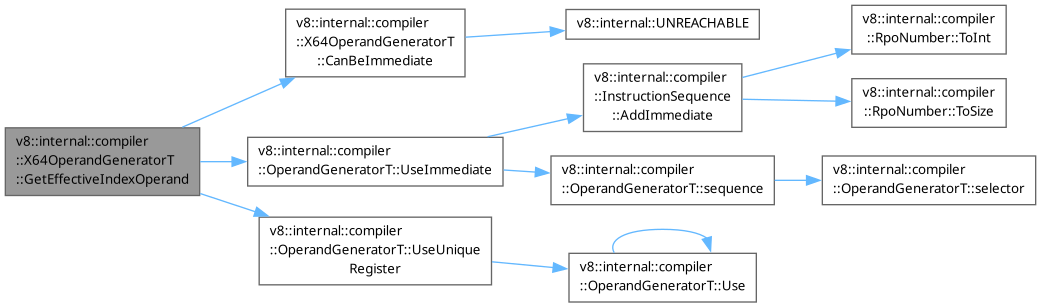 v8::internal::compiler
::X64OperandGeneratorT
::GetEffectiveIndexOperand
v8::internal::compiler
::X64OperandGeneratorT
::CanBeImmediate
v8::internal::UNREACHABLE
v8::internal::compiler
::OperandGeneratorT::UseImmediate
v8::internal::compiler
::InstructionSequence
::AddImmediate
v8::internal::compiler
::RpoNumber::ToInt
v8::internal::compiler
::RpoNumber::ToSize
v8::internal::compiler
::OperandGeneratorT::sequence
v8::internal::compiler
::OperandGeneratorT::selector
v8::internal::compiler
::OperandGeneratorT::UseUnique
Register
v8::internal::compiler
::OperandGeneratorT::Use